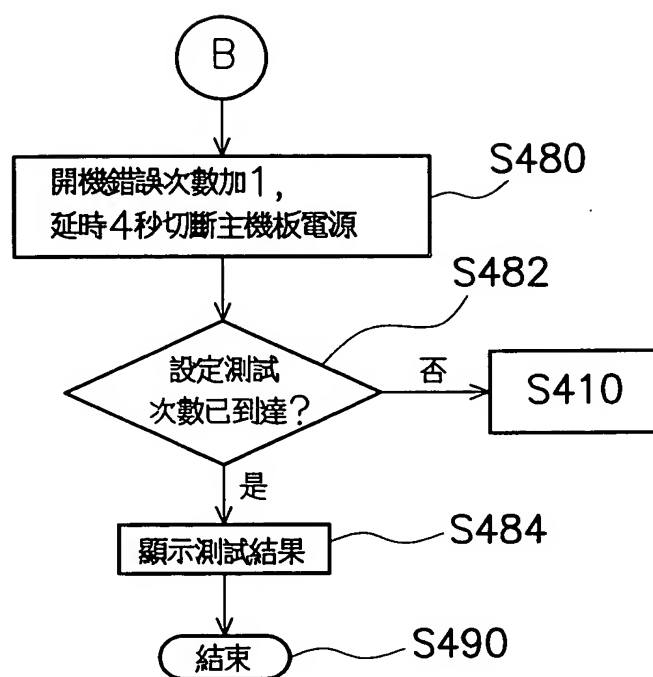 B
開機錯誤次數加1,
延時4秒切斷主機板電源
S480
S482
設定測試
次數已到達?
否
S410
是
顯示測試結果
S484
結束
S490